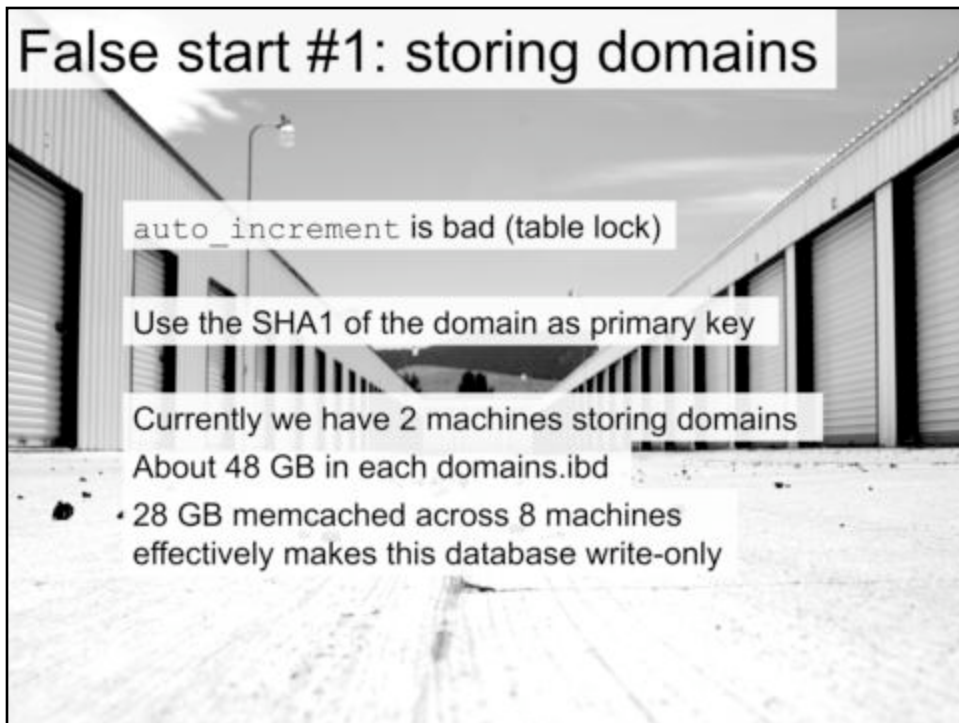 False start #1: storing domains
auto_increment is bad (table lock)
Use the SHA1 of the domain as primary key
Currently we have 2 machines storing domains
About 48 GB in each domains.ibd
28 GB memcached across 8 machines
effectively makes this database write-only